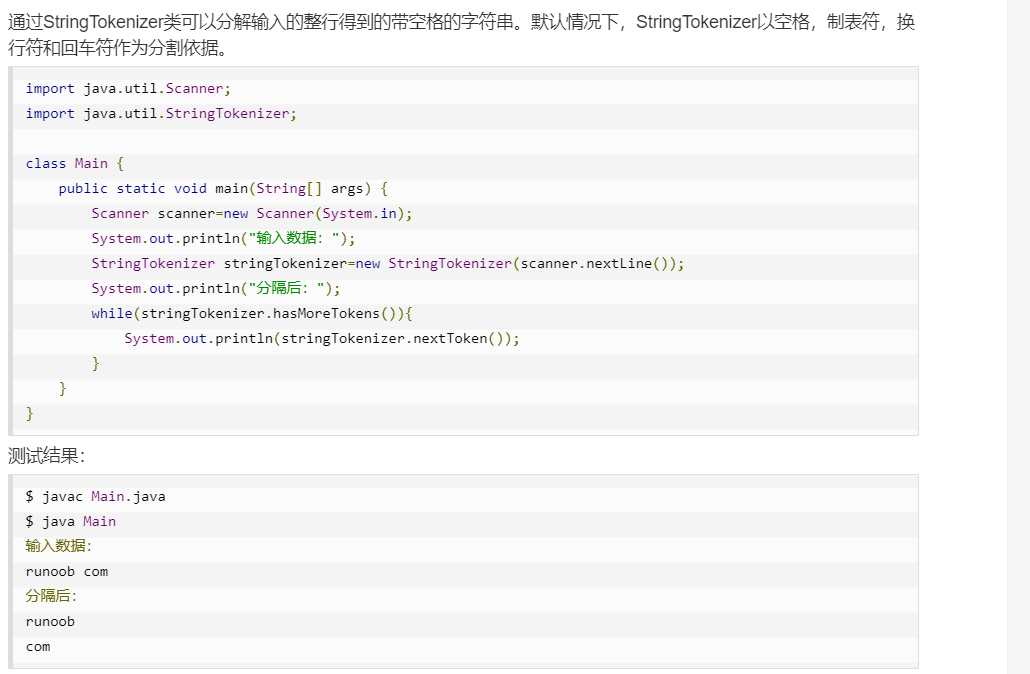 通过StringTokenizer类可以分解输入的整行得到的带空格的字符串。默认情况下，StringTokenizer以空格，制表符，换
行符和回车符作为分割依据。
import java.util.Scanner;
import java.util.StringTokenizer;
class Main {
    public static void main(String[] args) {
        Scanner scanner=new Scanner(System.in);
        System.out.println("输入数据：");
        StringTokenizer stringTokenizer=new StringTokenizer(scanner.nextLine());
        System.out.println("分隔后：");
        while(stringTokenizer.hasMoreTokens()){
            System.out.println(stringTokenizer.nextToken());
        }
    }
}
测试结果：
$ javac Main.java
$ java Main
输入数据：
runoob com
分隔后：
runoob
com